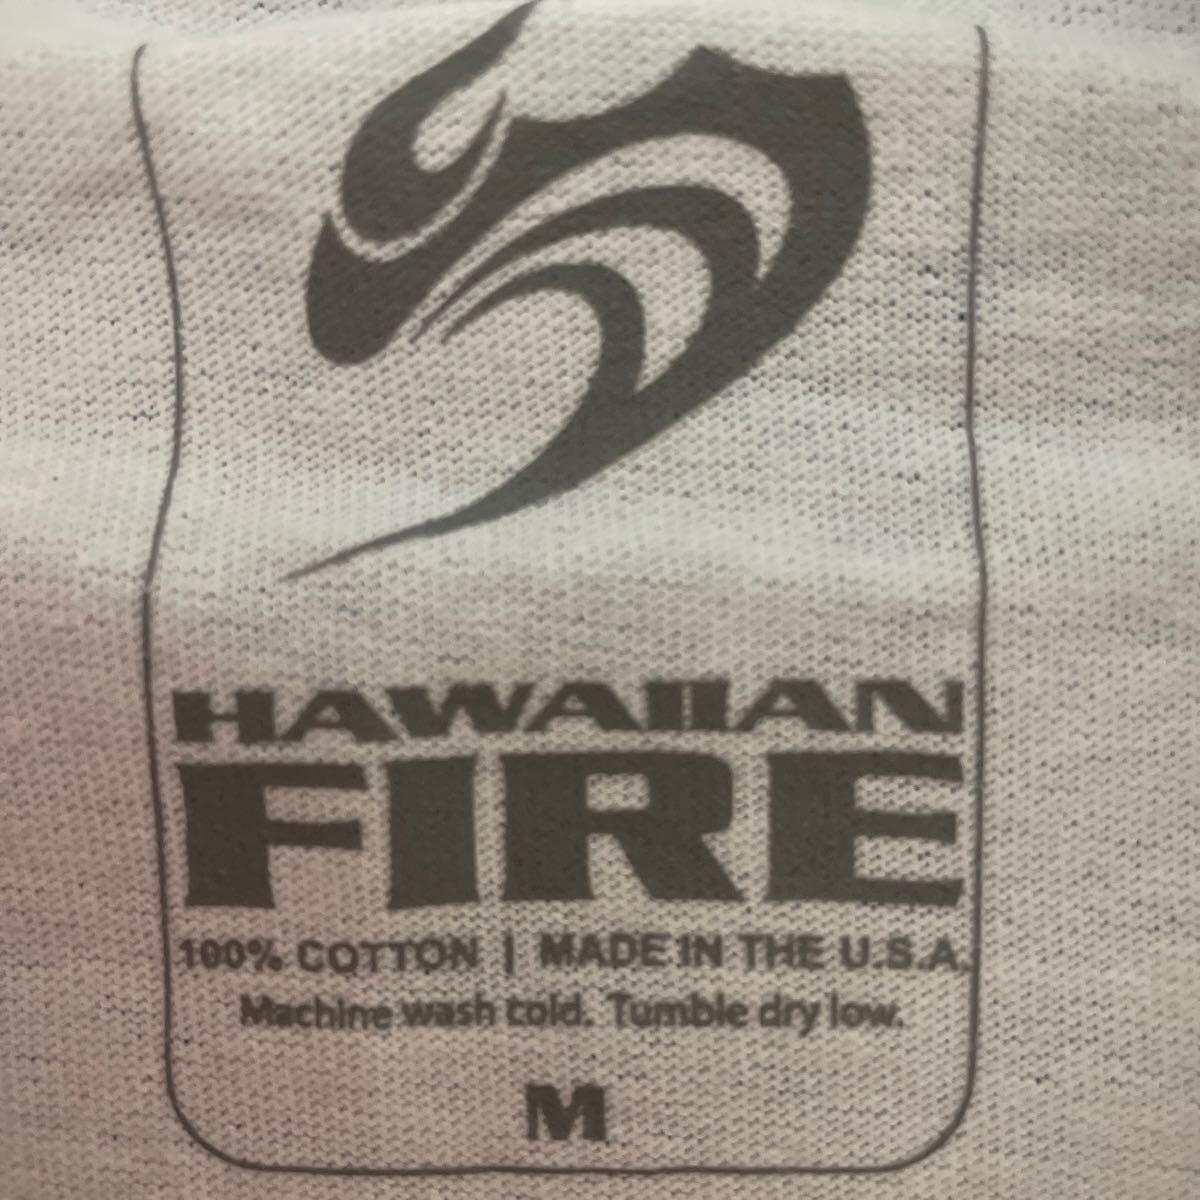 HAWAIIAN
FIRE
100% COTTON | MADE IN THE U.S.A.
Machine wash cold. Tumble dry low.
M